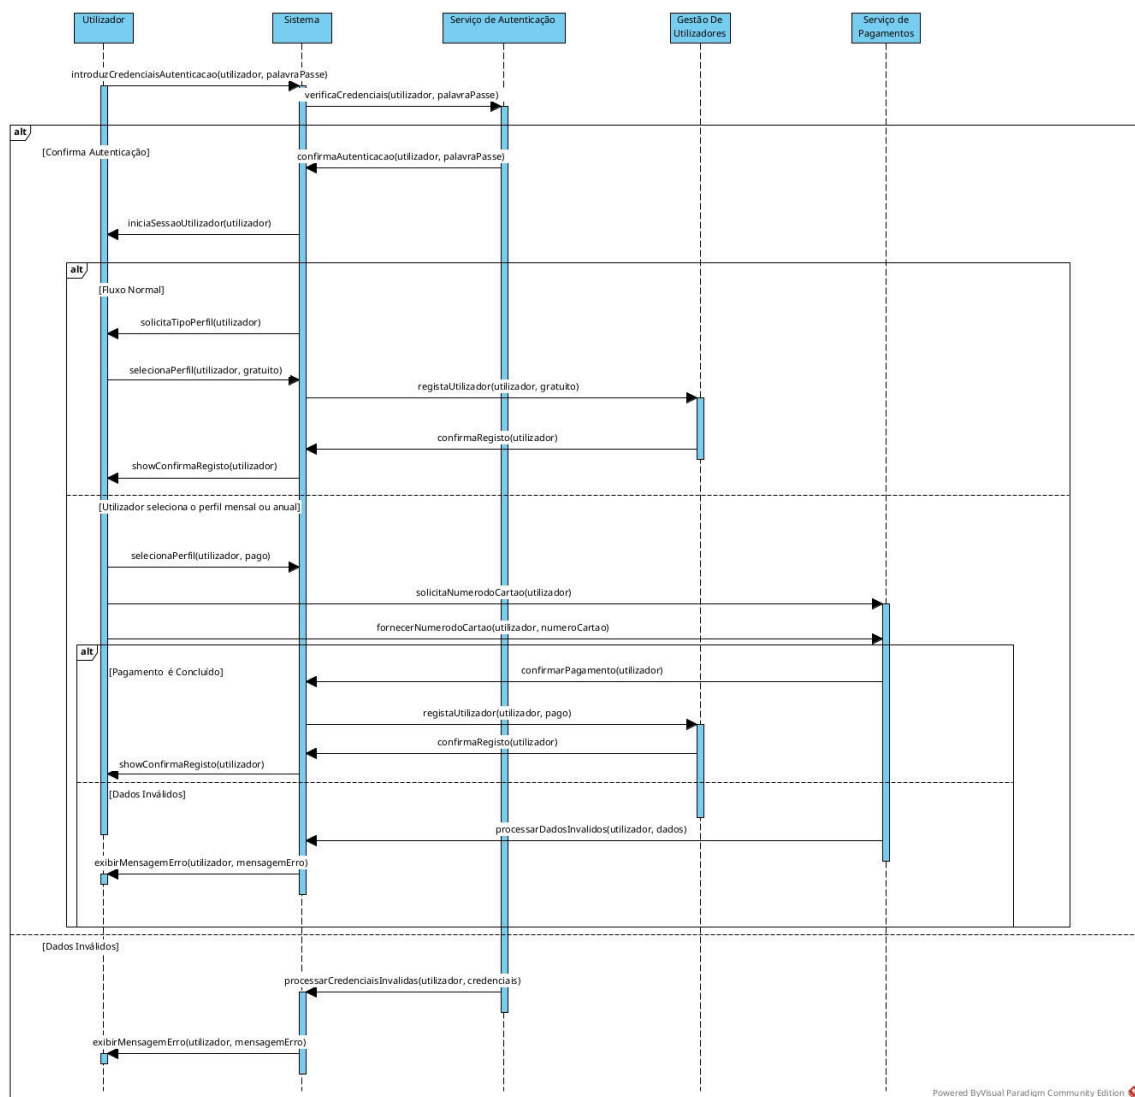 Utilizador
Sistema
Serviço de Autenticação
Gestão De
Utilizadores
Serviço de
Pagamentos
introduzCredenciaisAutenticacao(utilizador, palavraPasse)
verificaCredenciais(utilizador, palavraPasse)
alt
[Confirma Autenticação]
confirmaAutenticacao(utilizador, palavraPasse)
iniciaSessaoUtilizador(utilizador)
alt
[Fluxo Normal]
solicitaTipoPerfil(utilizador)
selecionaPerfil(utilizador, gratuito)
registaUtilizador(utilizador, gratuito)
confirmaRegisto(utilizador)
showConfirmaRegisto(utilizador)
[Utilizador seleciona o perfil mensal ou anual]
selecionaPerfil(utilizador, pago)
solicitaNumerodoCartao(utilizador)
fornecerNumerodoCartao(utilizador, numeroCartao)
alt
[Pagamento é Concluído]
confirmarPagamento(utilizador)
registaUtilizador(utilizador, pago)
confirmaRegisto(utilizador)
showConfirmaRegisto(utilizador)
[Dados Inválidos]
processarDadosInvalidos(utilizador, dados)
exibirMensagemErro(utilizador, mensagemErro)
[Dados Inválidos]
processarCredenciaisInvalidas(utilizador, credenciais)
exibirMensagemErro(utilizador, mensagemErro)
Powered ByVisual Paradigm Community Edition